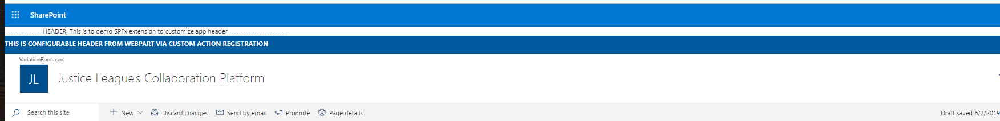 SharePoint
---------------HEADER, This is to demo SPFx extension to customize app header------------------------
THIS IS CONFIGURABLE HEADER FROM WEBPART VIA CUSTOM ACTION REGISTRATION
VariationRoot.aspx
JL Justice League's Collaboration Platform
Search this site New Discard changes Send by email Promote Page details Draft saved 6/7/2019